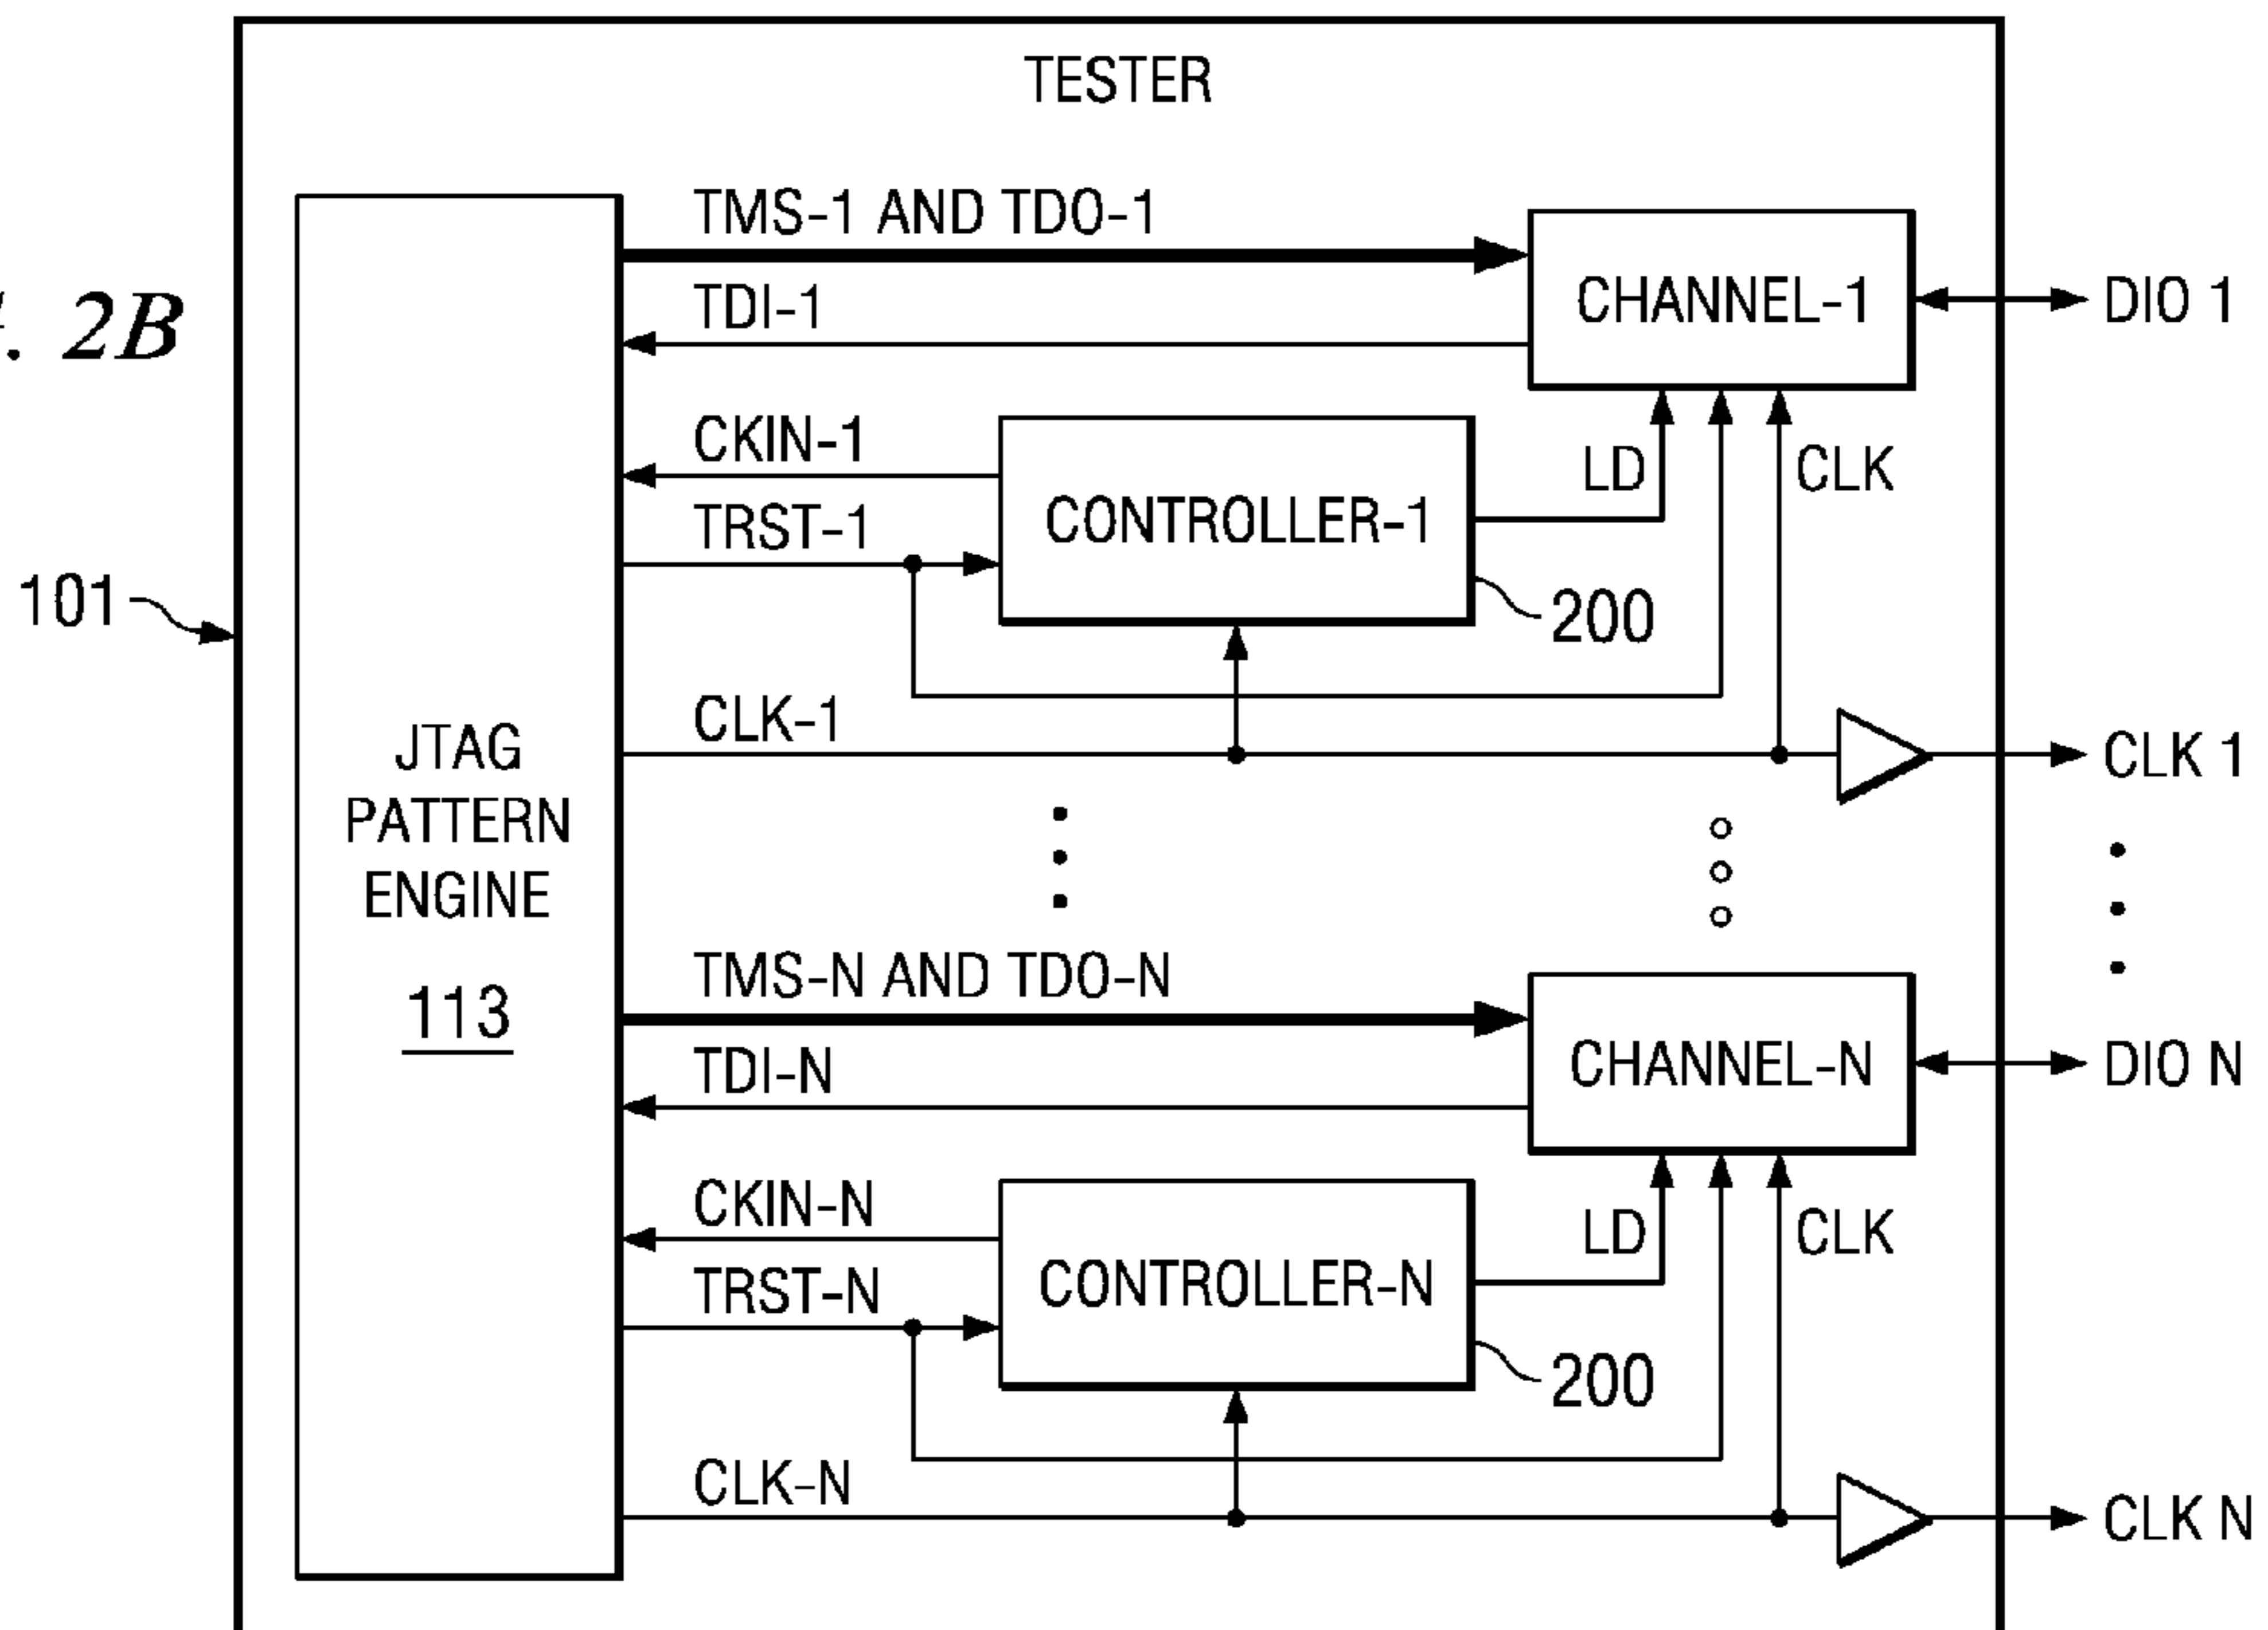 TESTER
2B
101
JTAG
PATTERN
ENGINE
113
TMS-1 AND TDO-1
TDI-1
CKIN-1
TRST-1
CLK-1
CHANNEL-1
CONTROLLER-1
LD
CLK
200
DIO 1
CLK 1
TMS-N AND TDO-N
TDI-N
CKIN-N
TRST-N
CLK-N
CHANNEL-N
CONTROLLER-N
LD
CLK
200
DIO N
CLK N